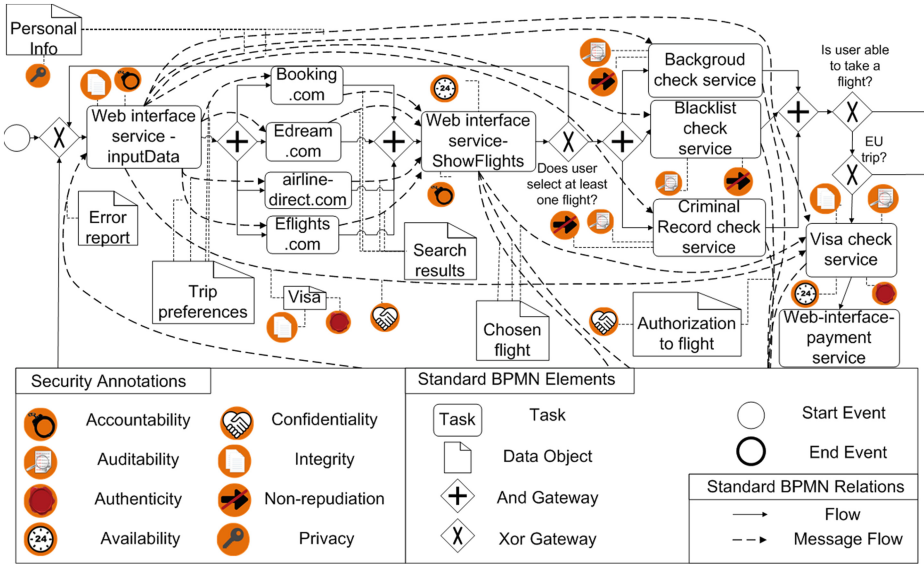 Personal
Info
Web interface
service -
inputData
Booking
.com
Edream
.com
airline-
direct.com
Eflights
.com
24
Web interface
service-
ShowFlights
Does user
select at least
one flight?
Backgroud
check service
Blacklist
check
service
Criminal
Record check
service
Is user able
to take a
flight?
EU
trip?
Visa check
service
24
Web-interface-
payment
service
Error
report
Trip
preferences
Visa
Search
results
Chosen
flight
Authorization
to flight
Security Annotations
Accountability
Auditability
Authenticity
24
Availability
Confidentiality
Integrity
Non-repudiation
Privacy
Standard BPMN Elements
Task
Task
Data Object
And Gateway
Xor Gateway
Start Event
End Event
Standard BPMN Relations
Flow
Message Flow